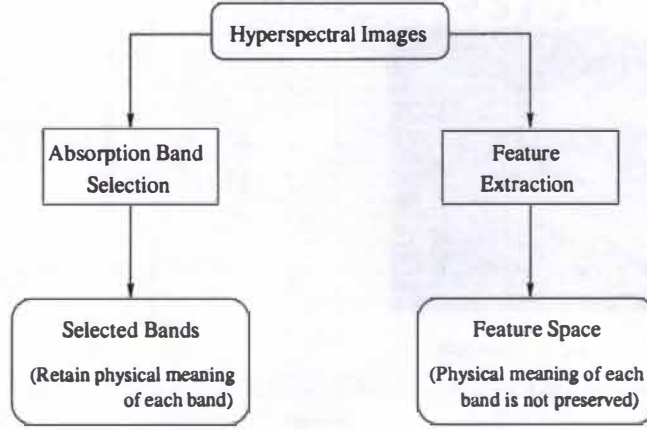 Hyperspectral Images
Absorption Band
Selection
Feature
Extraction
Selected Bands
(Retain physical meaning
of each band)
Feature Space
(Physical meaning of each
band is not preserved)